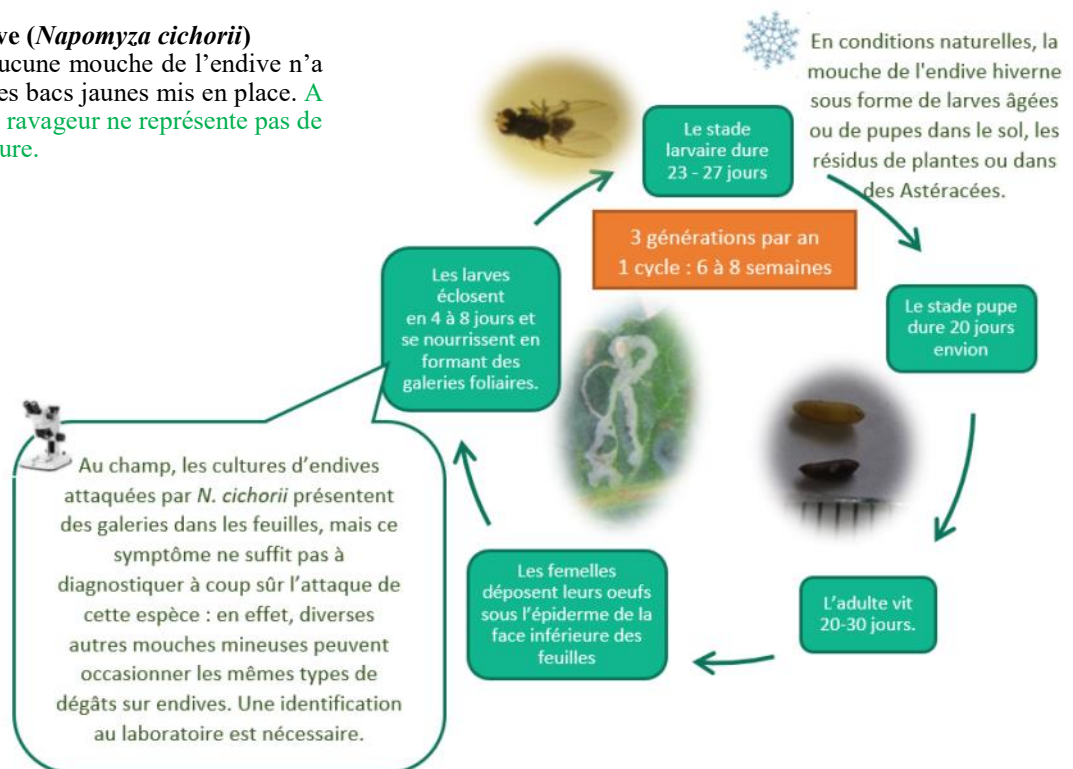 ve (Napomyza cichorii)
ucune mouche de l’endive n’a
es bacs jaunes mis en place. A
ravageur ne représente pas de
ure.
En conditions naturelles, la
mouche de l'endive hiverne
sous forme de larves âgées
ou de pupes dans le sol, les
résidus de plantes ou dans
des Astéracées.
Le stade
larvaire dure
23 - 27 jours
3 générations par an
1 cycle : 6 à 8 semaines
Le stade pupe
dure 20 jours
envion
L’adulte vit
20-30 jours.
Les femelles
déposent leurs oeufs
sous l’épiderme de la
face inférieure des
feuilles
Les larves
éclosent
en 4 à 8 jours et
se nourrissent en
formant des
galeries foliaires.
Au champ, les cultures d’endives
attaquées par N. cichorii présentent
des galeries dans les feuilles, mais ce
symptôme ne suffit pas à
diagnostiquer à coup sûr l’attaque de
cette espèce : en effet, diverses
autres mouches mineuses peuvent
occasionner les mêmes types de
dégâts sur endives. Une identification
au laboratoire est nécessaire.